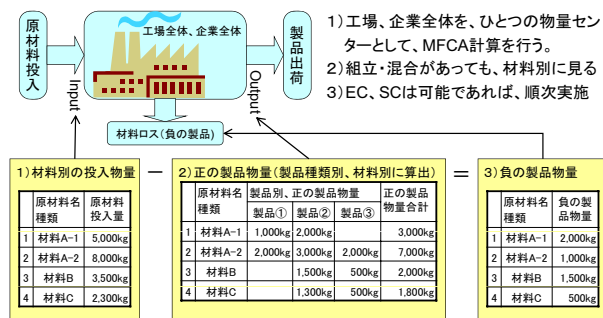 原材料投入
工場全体、企業全体
製品出荷
Input
Output
材料ロス(負の製品)
1)工場、企業全体を、ひとつの物量セン
ターとして、MFCA計算を行う。
2)組立・混合があっても、材料別に見る
3)EC、SCは可能であれば、順次実施
1)材料別の投入物量
原材料名 原材料
種類 投入量
1 材料A-1 5,000kg
2 材料A-2 8,000kg
3 材料B 3,500kg
4 材料C 2,300kg
－
2)正の製品物量(製品種類別、材料別に算出)
原材料名 製品別、正の製品物量 正の製品
種類 製品① 製品② 製品③ 物量合計
1 材料A-1 1,000kg 2,000kg 3,000kg
2 材料A-2 2,000kg 3,000kg 2,000kg 7,000kg
3 材料B 1,500kg 500kg 2,000kg
4 材料C 1,300kg 500kg 1,800kg
＝
3)負の製品物量
原材料名 負の製
種類 品物量
1 材料A-1 2,000kg
2 材料A-2 1,000kg
3 材料B 1,500kg
4 材料C 500kg